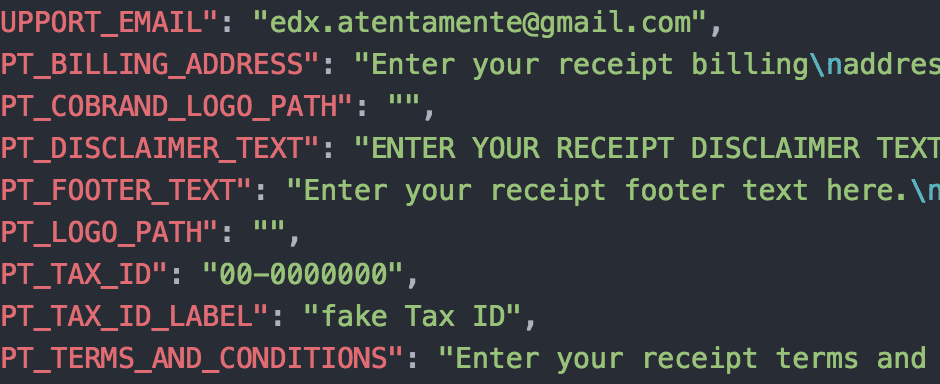 UPPORT_EMAIL": "edx.atentamente@gmail.com",
PT_BILLING_ADDRESS": "Enter your receipt billing\naddres
PT_COBRAND_LOGO_PATH": "",
PT_DISCLAIMER_TEXT": "ENTER YOUR RECEIPT DISCLAIMER TEXT
PT_FOOTER_TEXT": "Enter your receipt footer text here.\n
PT_LOGO_PATH": "",
PT_TAX_ID": "00-0000000",
PT_TAX_ID_LABEL": "fake Tax ID",
PT_TERMS_AND_CONDITIONS": "Enter your receipt terms and